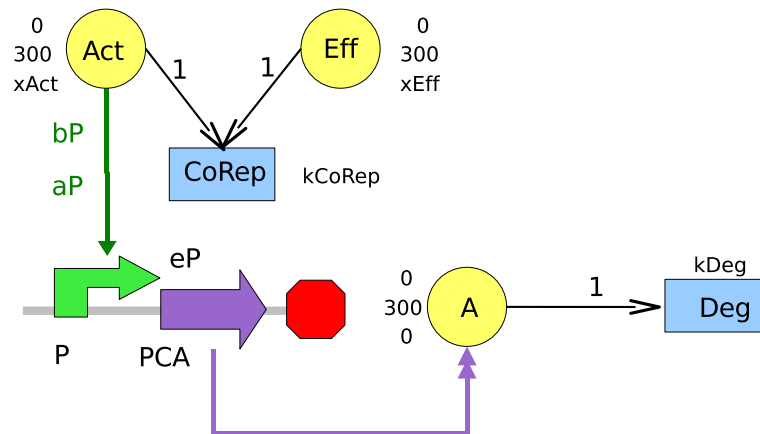 0
300
xAct
Act
1
1
Eff
0
300
xEff
bP
aP
CoRep
kCoRep
eP
P
PCA
0
300
0
A
1
kDeg
Deg